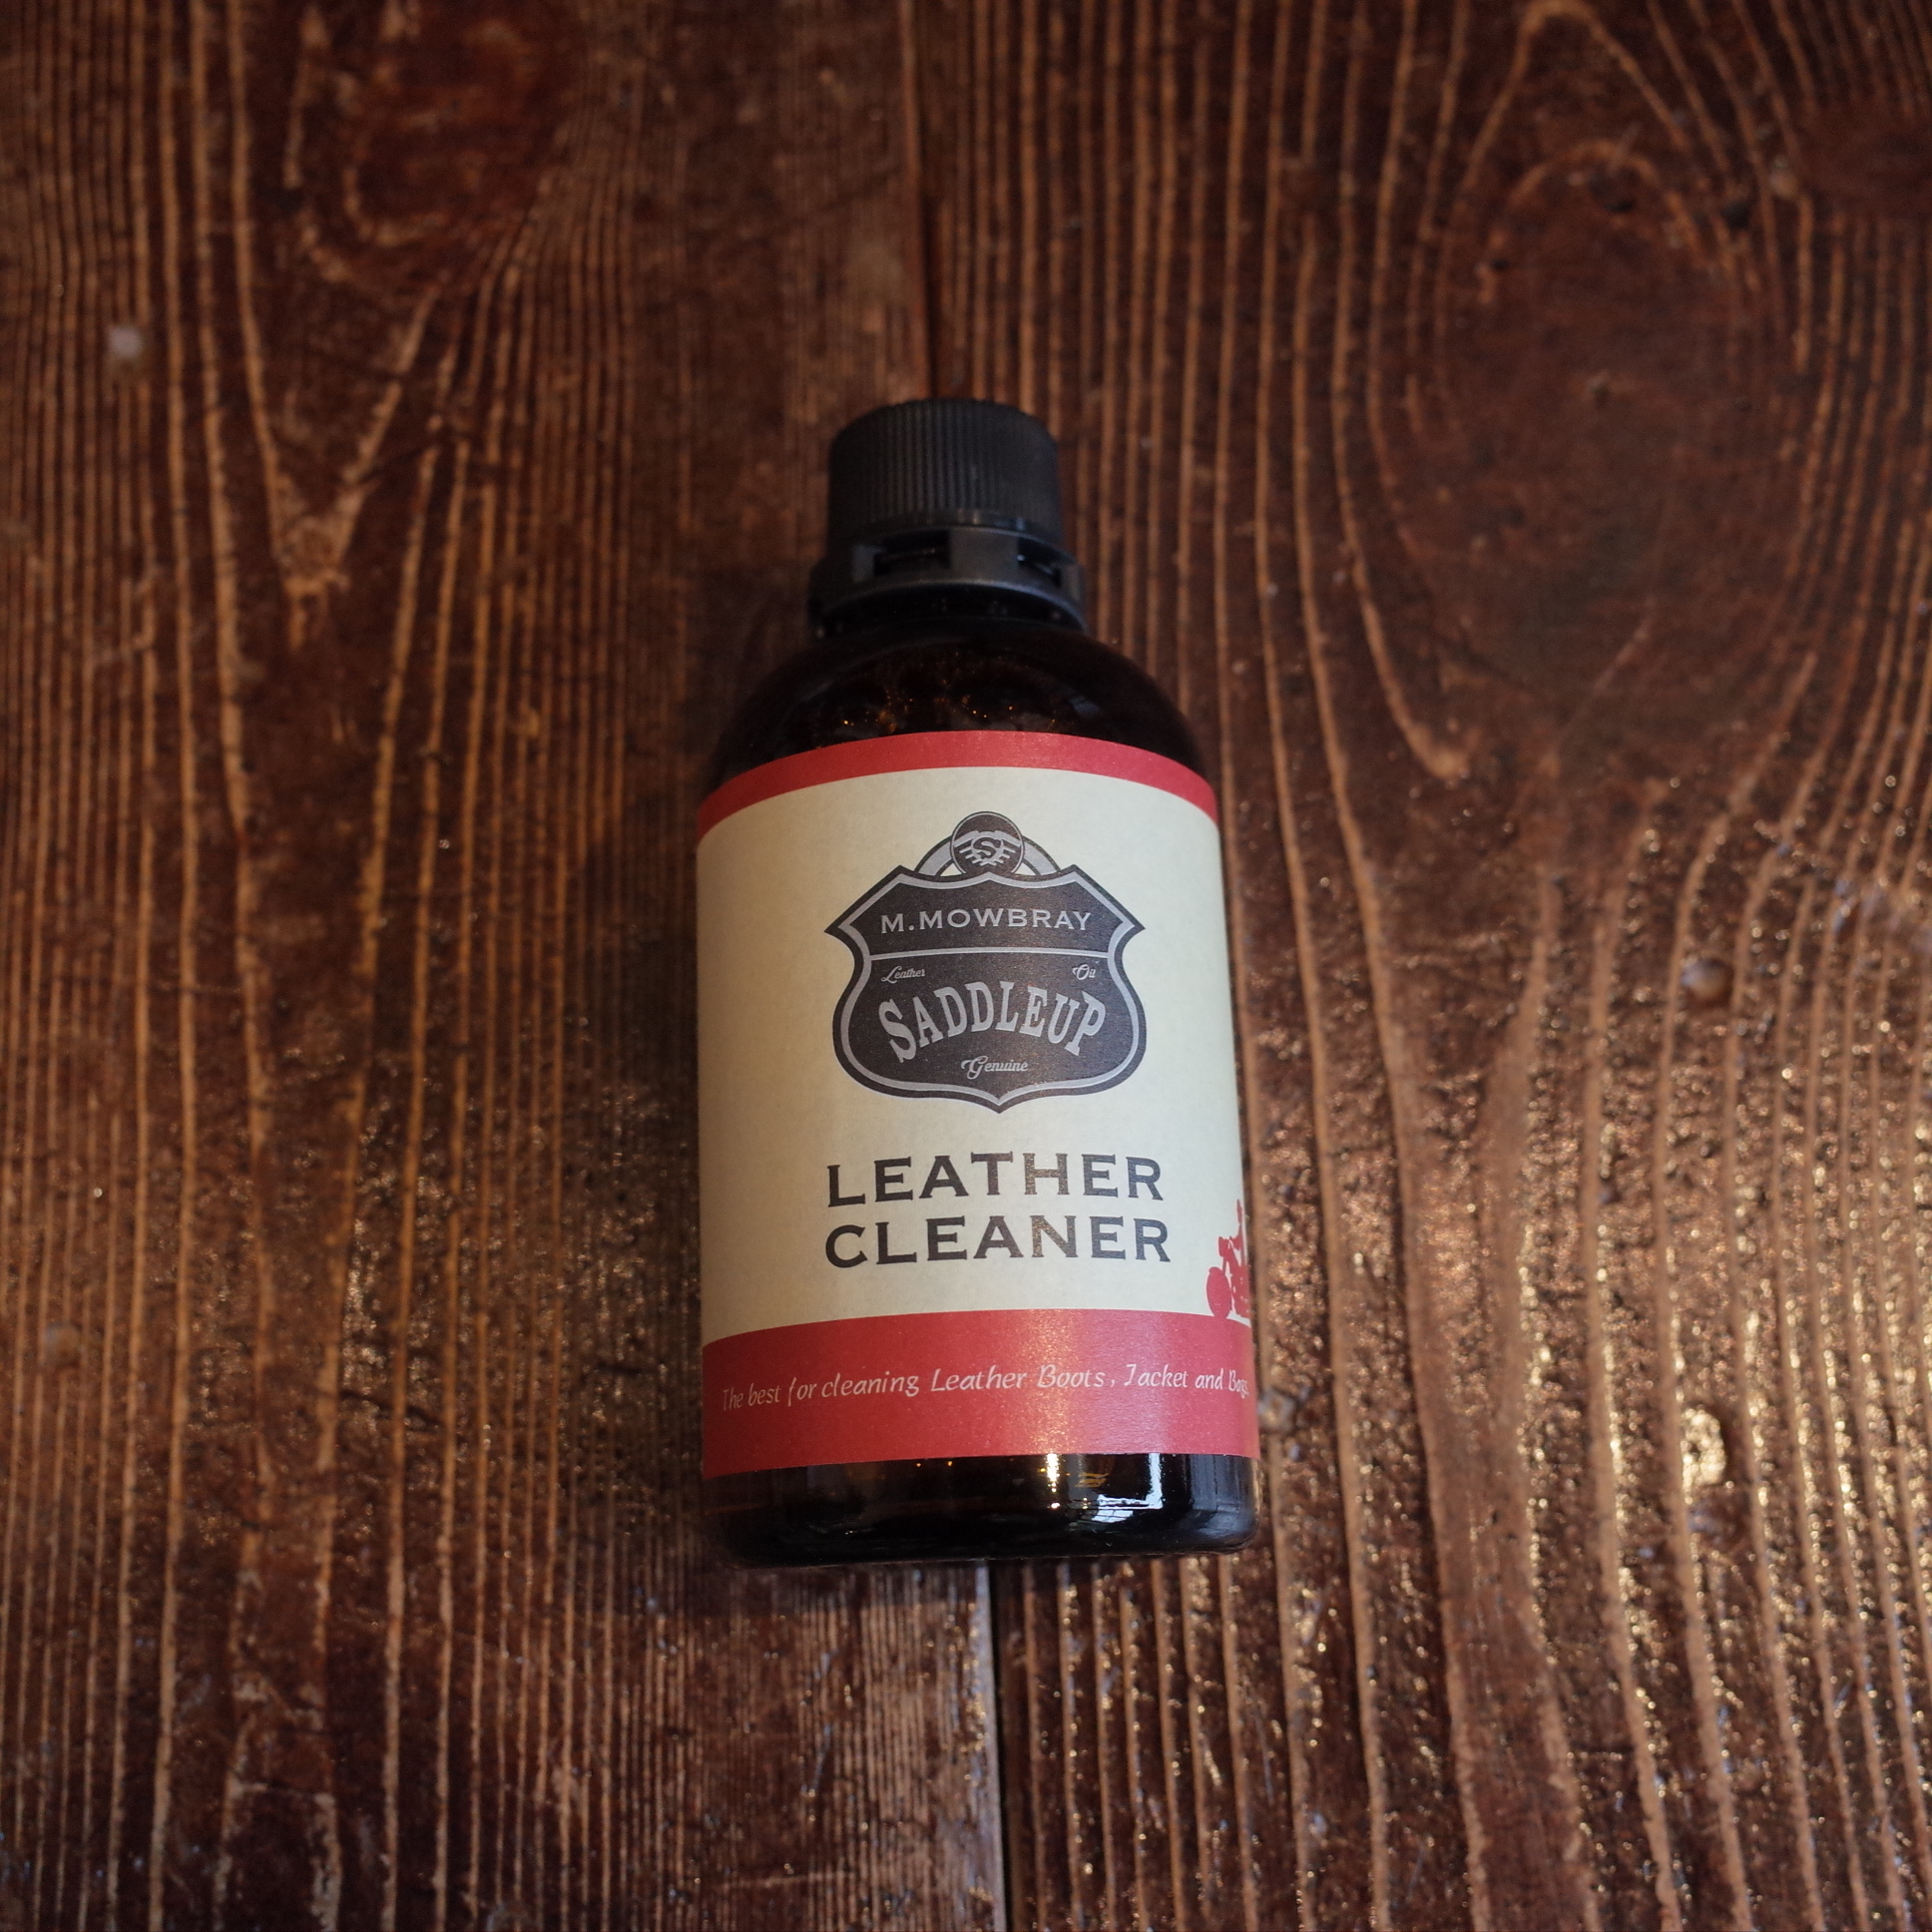 S
M.MOWBRAY
Leather Oil
SADDLEUP
Genuine
LEATHER
CLEANER
The best for cleaning Leather Boots, Jacket and Bags